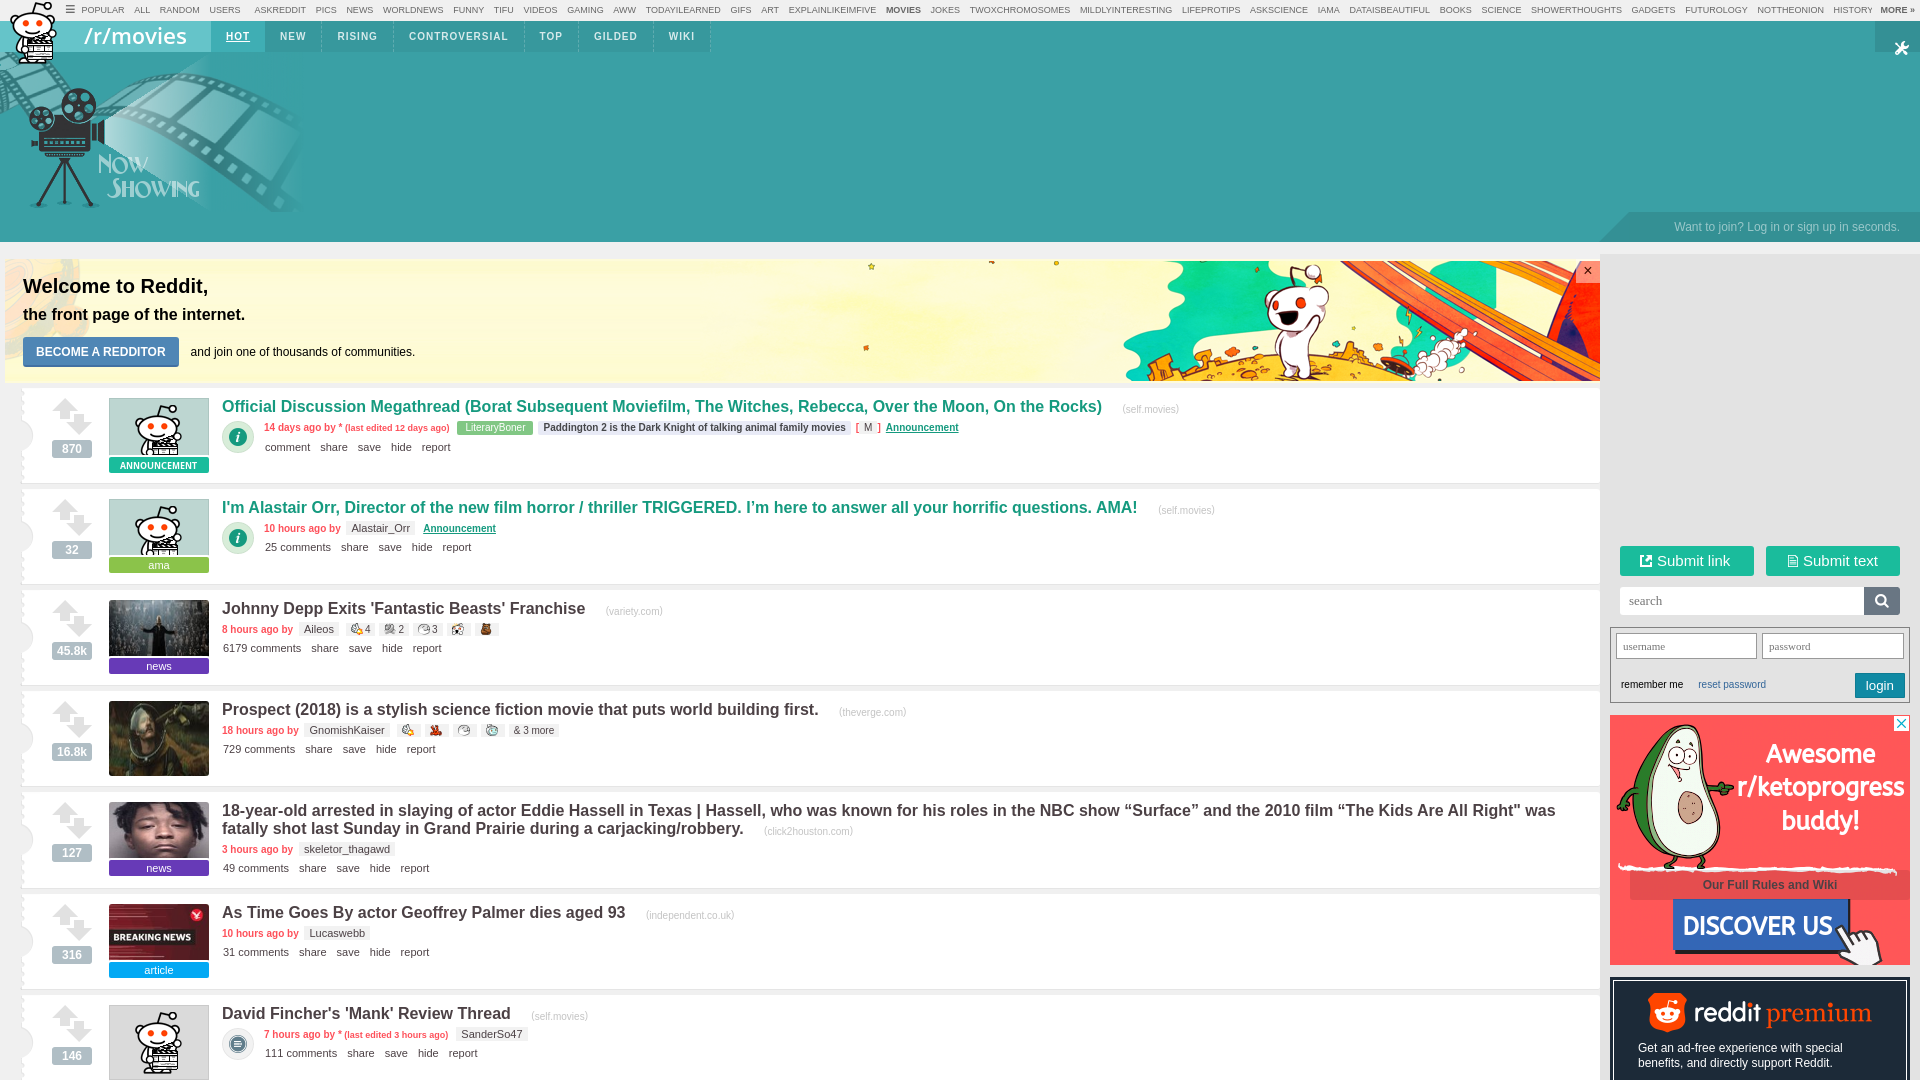 POPULAR ALL RANDOM USERS ASKREDDIT PICS NEWS WORLDNEWS FUNNY TIFU VIDEOS GAMING AWW TODAYILEARNED GIFS ART EXPLAINLIKEIMFIVE MOVIES JOKES TWOXCHROMOSOMES MILDLYINTERESTING LIFEPROTIPS ASKSCIENCE IAMA DATAISBEAUTIFUL BOOKS SCIENCE SHOWERTHOUGHTS GADGETS FUTUROLOGY NOTTHEONION HISTORY MORE »
/r/movies HOT NEW RISING CONTROVERSIAL TOP GILDED WIKI
NOW
SHOWING
Want to join? Log in or sign up in seconds.
Welcome to Reddit,
the front page of the internet.
BECOME A REDDITOR and join one of thousands of communities.
×
870
ANNOUNCEMENT
Official Discussion Megathread (Borat Subsequent Moviefilm, The Witches, Rebecca, Over the Moon, On the Rocks) (self.movies)
14 days ago by * (last edited 12 days ago) LiteraryBoner Paddington 2 is the Dark Knight of talking animal family movies [ M ] Announcement
comment share save hide report
32
ama
I'm Alastair Orr, Director of the new film horror / thriller TRIGGERED. I’m here to answer all your horrific questions. AMA! (self.movies)
10 hours ago by Alastair_Orr Announcement
25 comments share save hide report
45.8k
news
Johnny Depp Exits 'Fantastic Beasts' Franchise (variety.com)
8 hours ago by Aileos 4 2 3
6179 comments share save hide report
16.8k
Prospect (2018) is a stylish science fiction movie that puts world building first. (theverge.com)
18 hours ago by GnomishKaiser & 3 more
729 comments share save hide report
127
news
18-year-old arrested in slaying of actor Eddie Hassell in Texas | Hassell, who was known for his roles in the NBC show “Surface” and the 2010 film “The Kids Are All Right" was
fatally shot last Sunday in Grand Prairie during a carjacking/robbery. (click2houston.com)
3 hours ago by skeletor_thagawd
49 comments share save hide report
316
BREAKING NEWS
article
As Time Goes By actor Geoffrey Palmer dies aged 93 (independent.co.uk)
10 hours ago by Lucaswebb
31 comments share save hide report
146
David Fincher's 'Mank' Review Thread (self.movies)
7 hours ago by * (last edited 3 hours ago) SanderSo47
111 comments share save hide report
Submit link Submit text
search
username password
remember me reset password login
Awesome
r/ketoprogress
buddy!
Our Full Rules and Wiki
DISCOVER US
reddit premium
Get an ad-free experience with special
benefits, and directly support Reddit.